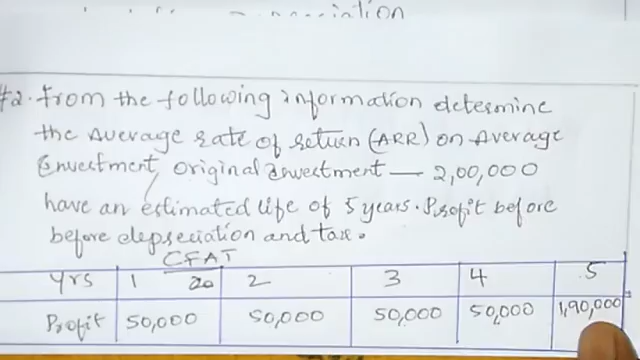 #2. From the following information determine
the Average rate of return (ARR) on Average
Investment, Original Investment — 2,00,000
have an estimated life of 5 years. Profit before
before depreciation and tax.
CFAT
Yrs 1 20 2 3 4 5
Profit 50,000 50,000 50,000 50,000 1,90,000